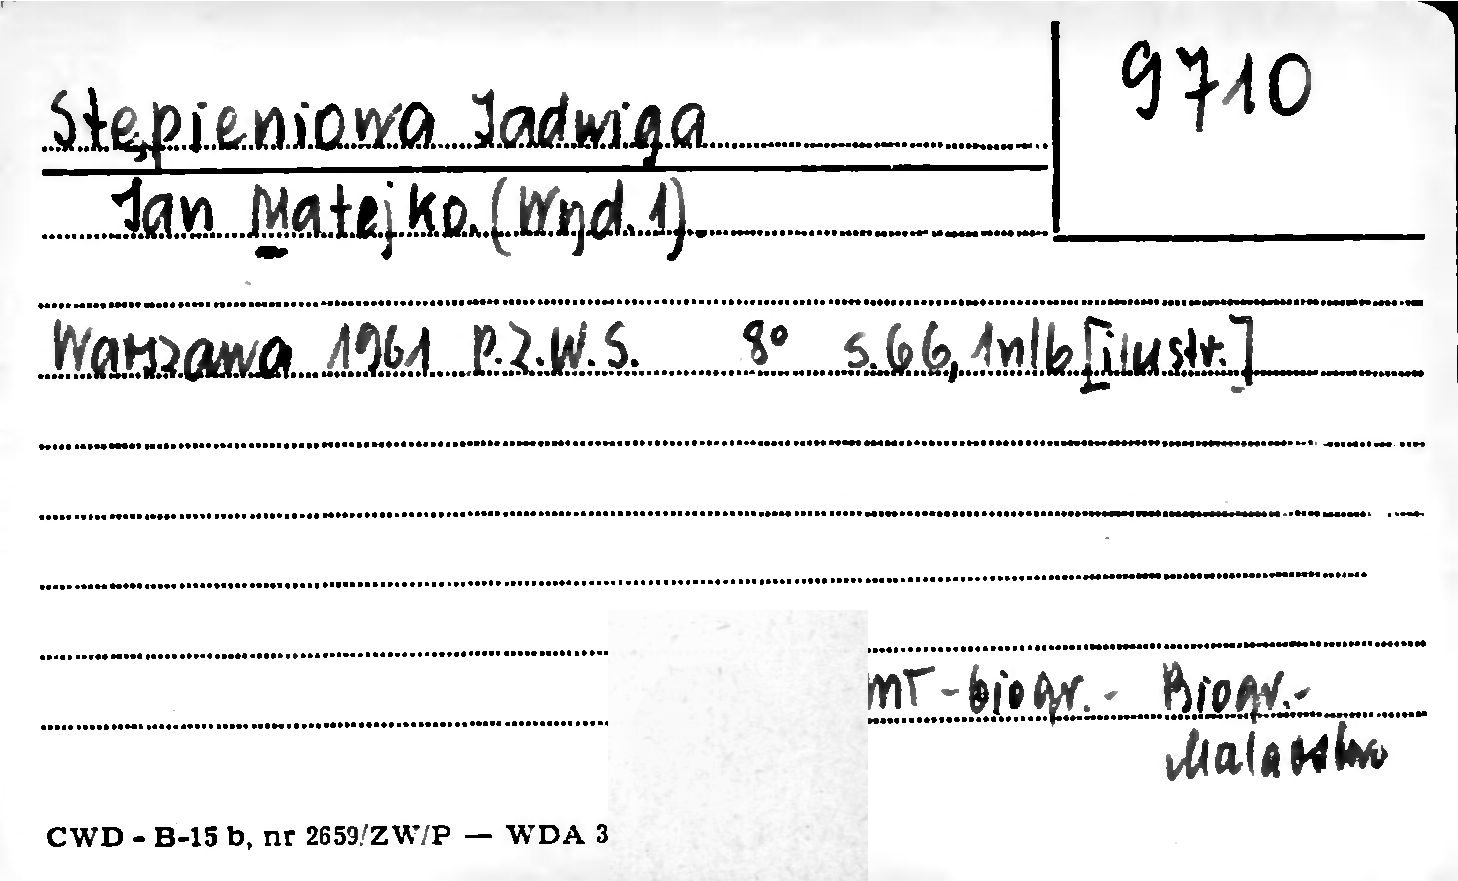 9710
Stępieniowa Jadwiga
Jan Matejko. (Wyd. 1).
Warszawa 1961 P.Z.W.S. 8° s. 66, 1nlb [ilustr.]
mT - biogr. - Biogr. -
CWD - B-15 b, nr 2659/ZW/P — WDA 3